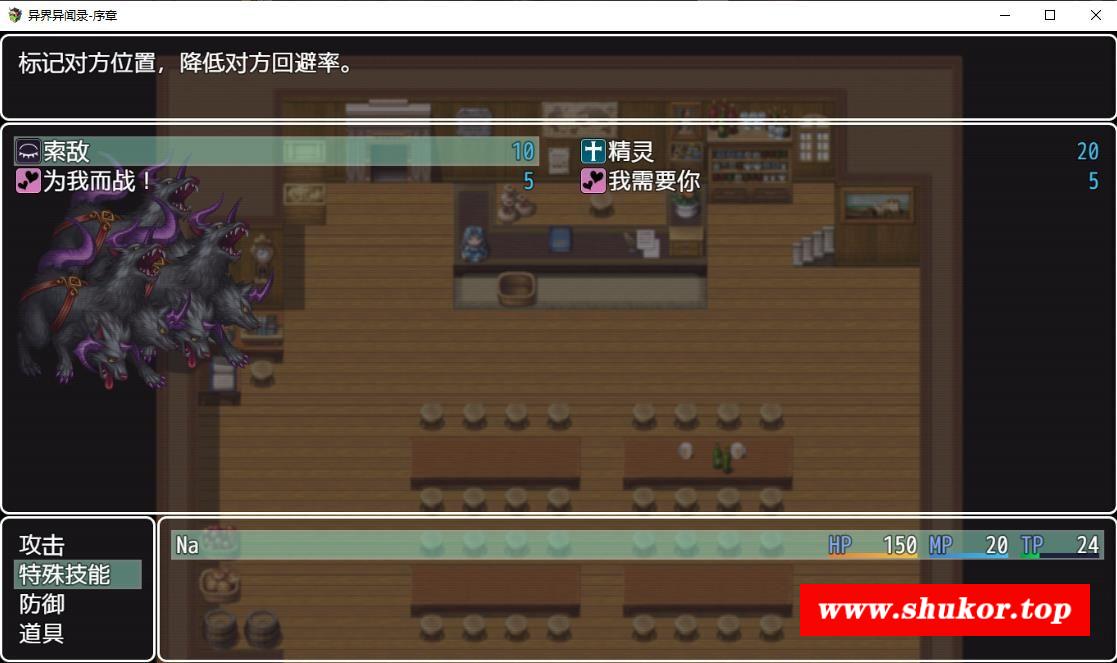 异界异闻录-序章
标记对方位置，降低对方回避率。
索敌 10 精灵 20
为我而战！ 5 我需要你 5
攻击
特殊技能
防御
道具
Na HP 150 MP 20 TP 24
www.shukor.top